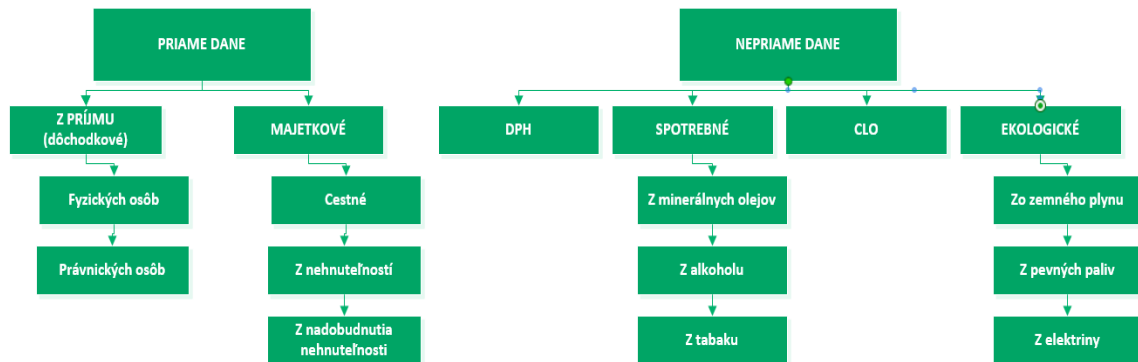 PRIAME DANE
NEPRIAME DANE
Z PRÍJMU
(dôchodkové)
MAJETKOVÉ
DPH
SPOTREBNÉ
CLO
EKOLOGICKÉ
Fyzických osôb
Cestné
Z minerálnych olejov
Zo zemného plynu
Právnických osôb
Z nehnuteľností
Z alkoholu
Z pevných paliv
Z nadobudnutia
nehnuteľnosti
Z tabaku
Z elektriny